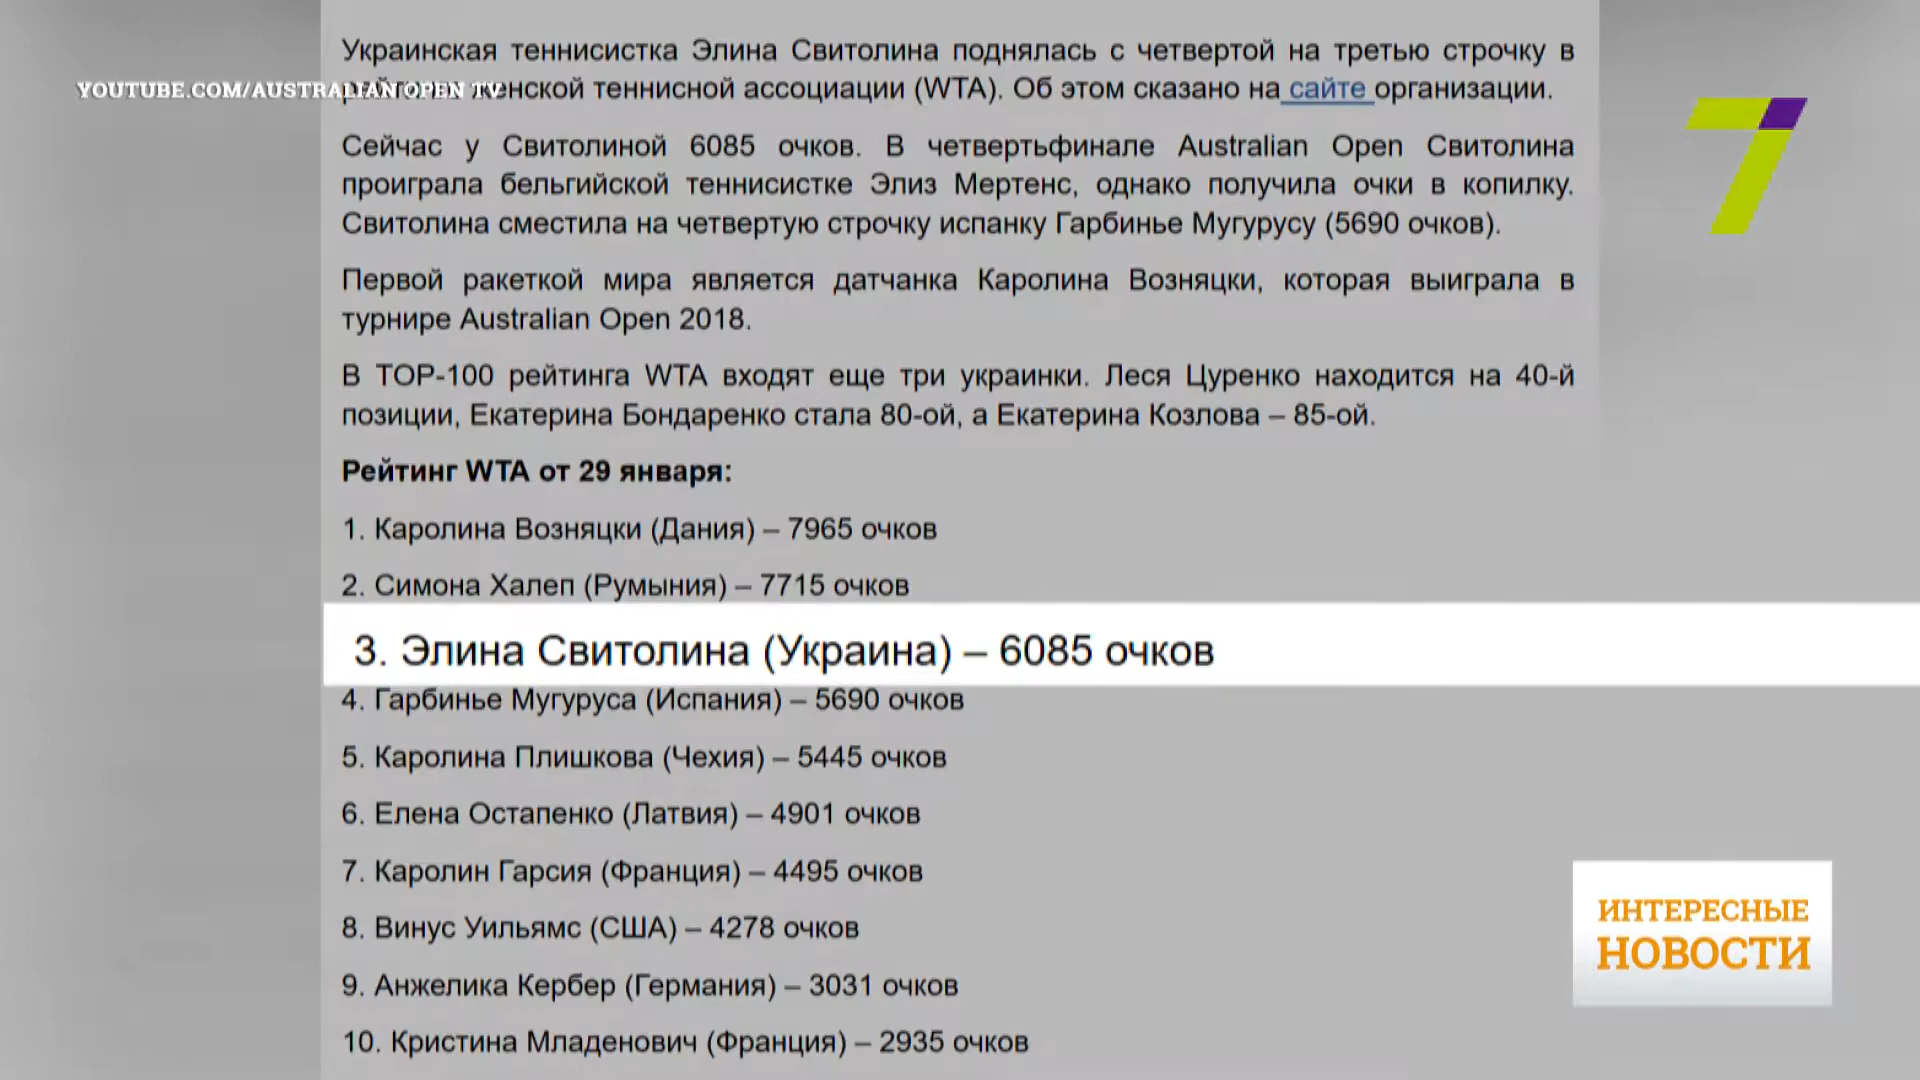 Украинская теннисистка Элина Свитолина поднялась с четвертой на третью строчку в
YOUTUBE.COM/AUSTRALIAN OPEN TV
женской теннисной ассоциации (WTA). Об этом сказано на сайте организации.
7
Сейчас у Свитолиной 6085 очков. В четвертьфинале Australian Open Свитолина
проиграла бельгийской теннисистке Элиз Мертенс, однако получила очки в копилку.
Свитолина сместила на четвертую строчку испанку Гарбинье Мугурусу (5690 очков).
Первой ракеткой мира является датчанка Каролина Возняцки, которая выиграла в
турнире Australian Open 2018.
В TOP-100 рейтинга WTA входят еще три украинки. Леся Цуренко находится на 40-й
позиции, Екатерина Бондаренко стала 80-ой, а Екатерина Козлова – 85-ой.
Рейтинг WTA от 29 января:
1. Каролина Возняцки (Дания) – 7965 очков
2. Симона Халеп (Румыния) – 7715 очков
3. Элина Свитолина (Украина) – 6085 очков
4. Гарбинье Мугуруса (Испания) – 5690 очков
5. Каролина Плишкова (Чехия) – 5445 очков
6. Елена Остапенко (Латвия) – 4901 очков
7. Каролин Гарсия (Франция) – 4495 очков
8. Винус Уильямс (США) – 4278 очков
9. Анжелика Кербер (Германия) – 3031 очков
10. Кристина Младенович (Франция) – 2935 очков
ИНТЕРЕСНЫЕ
НОВОСТИ